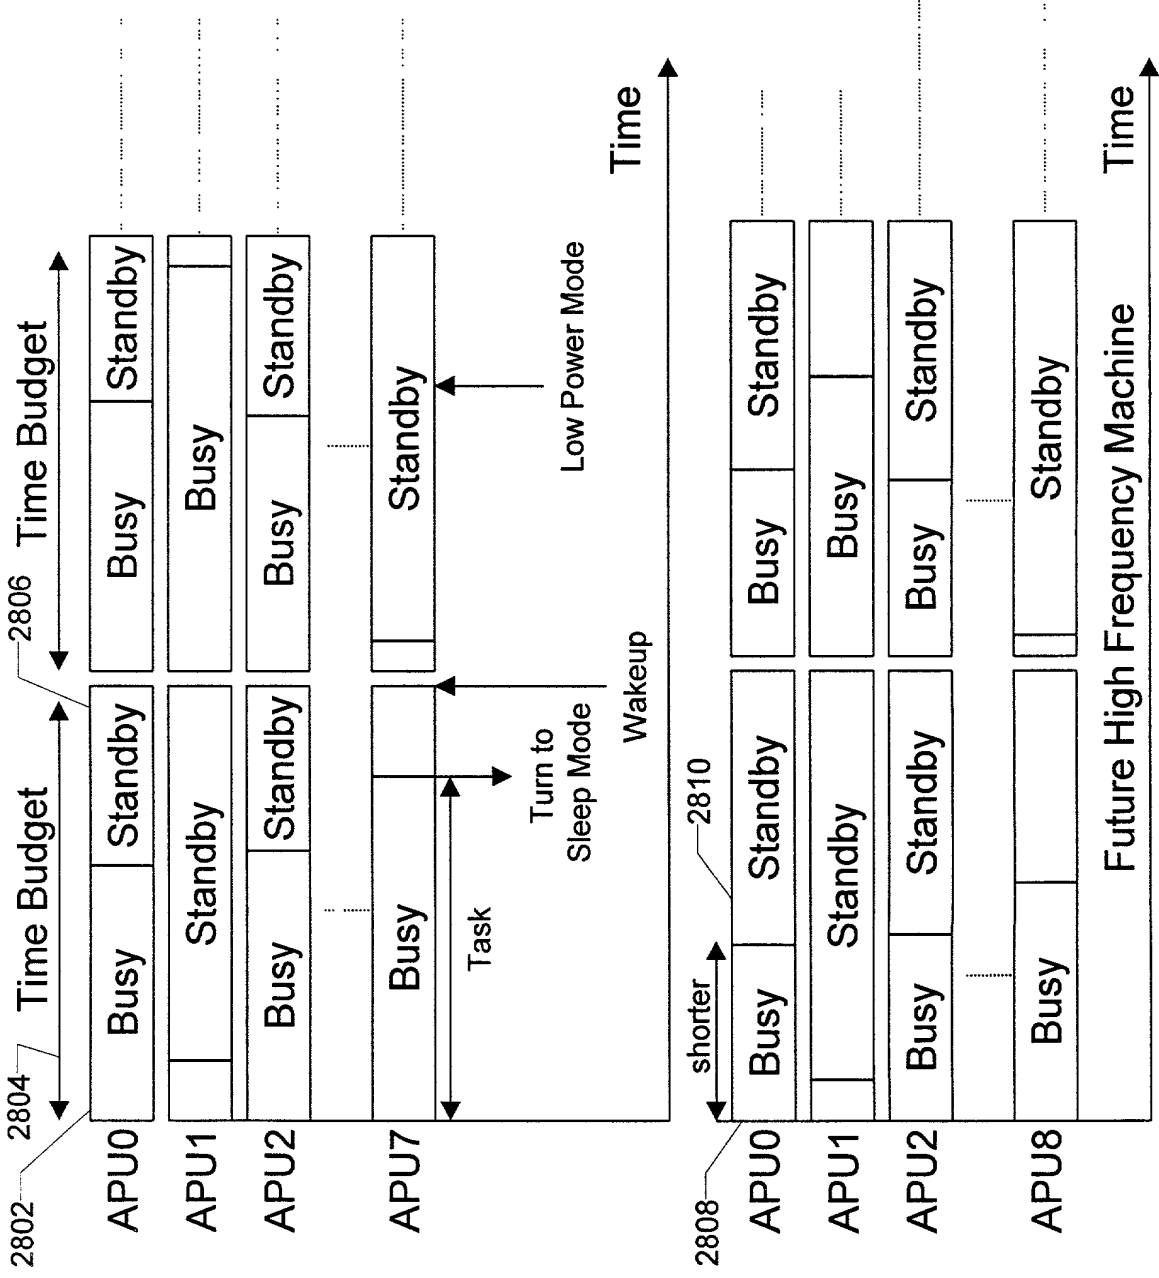 2802
2804
2806
Time Budget
Time Budget
APU0
Busy
Standby
Busy
Standby
APU1
Standby
Busy
APU2
Busy
Standby
Busy
Standby
APU7
Busy
Standby
Task
Turn to
Sleep Mode
Wakeup
Low Power Mode
Time
2808
shorter
2810
APU0
Busy
Standby
Busy
Standby
APU1
Standby
Busy
APU2
Busy
Standby
Busy
Standby
APU8
Busy
Standby
Future High Frequency Machine
Time